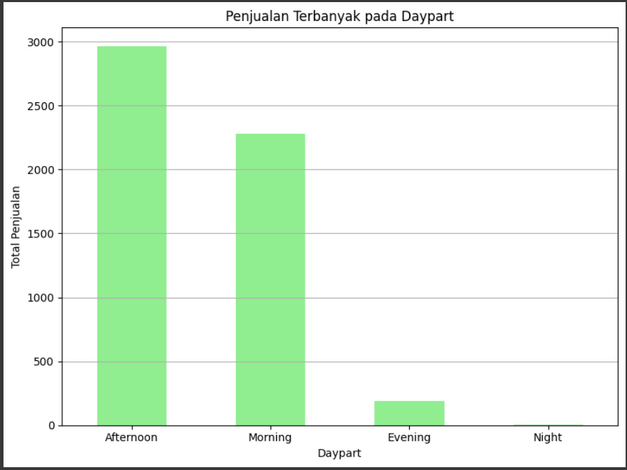 Penjualan Terbanyak pada Daypart
Total Penjualan
3000
2500
2000
1500
1000
500
0
Afternoon Morning Evening Night
Daypart